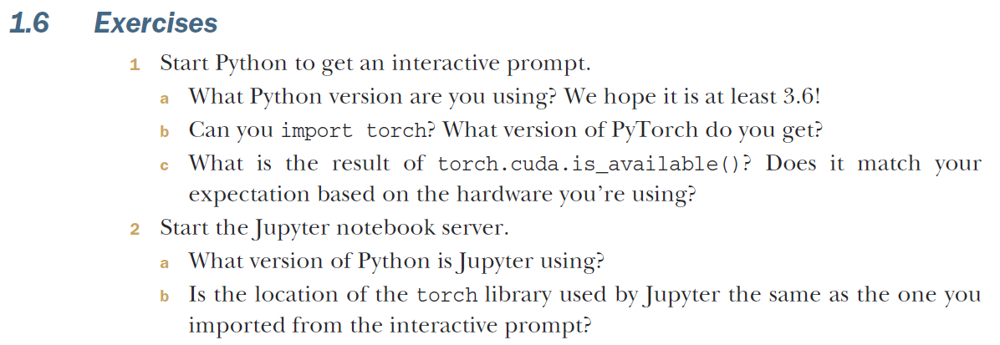 1.6 Exercises
1 Start Python to get an interactive prompt.
a What Python version are you using? We hope it is at least 3.6!
b Can you import torch? What version of PyTorch do you get?
c What is the result of torch.cuda.is_available()? Does it match your
expectation based on the hardware you're using?
2 Start the Jupyter notebook server.
a What version of Python is Jupyter using?
b Is the location of the torch library used by Jupyter the same as the one you
imported from the interactive prompt?